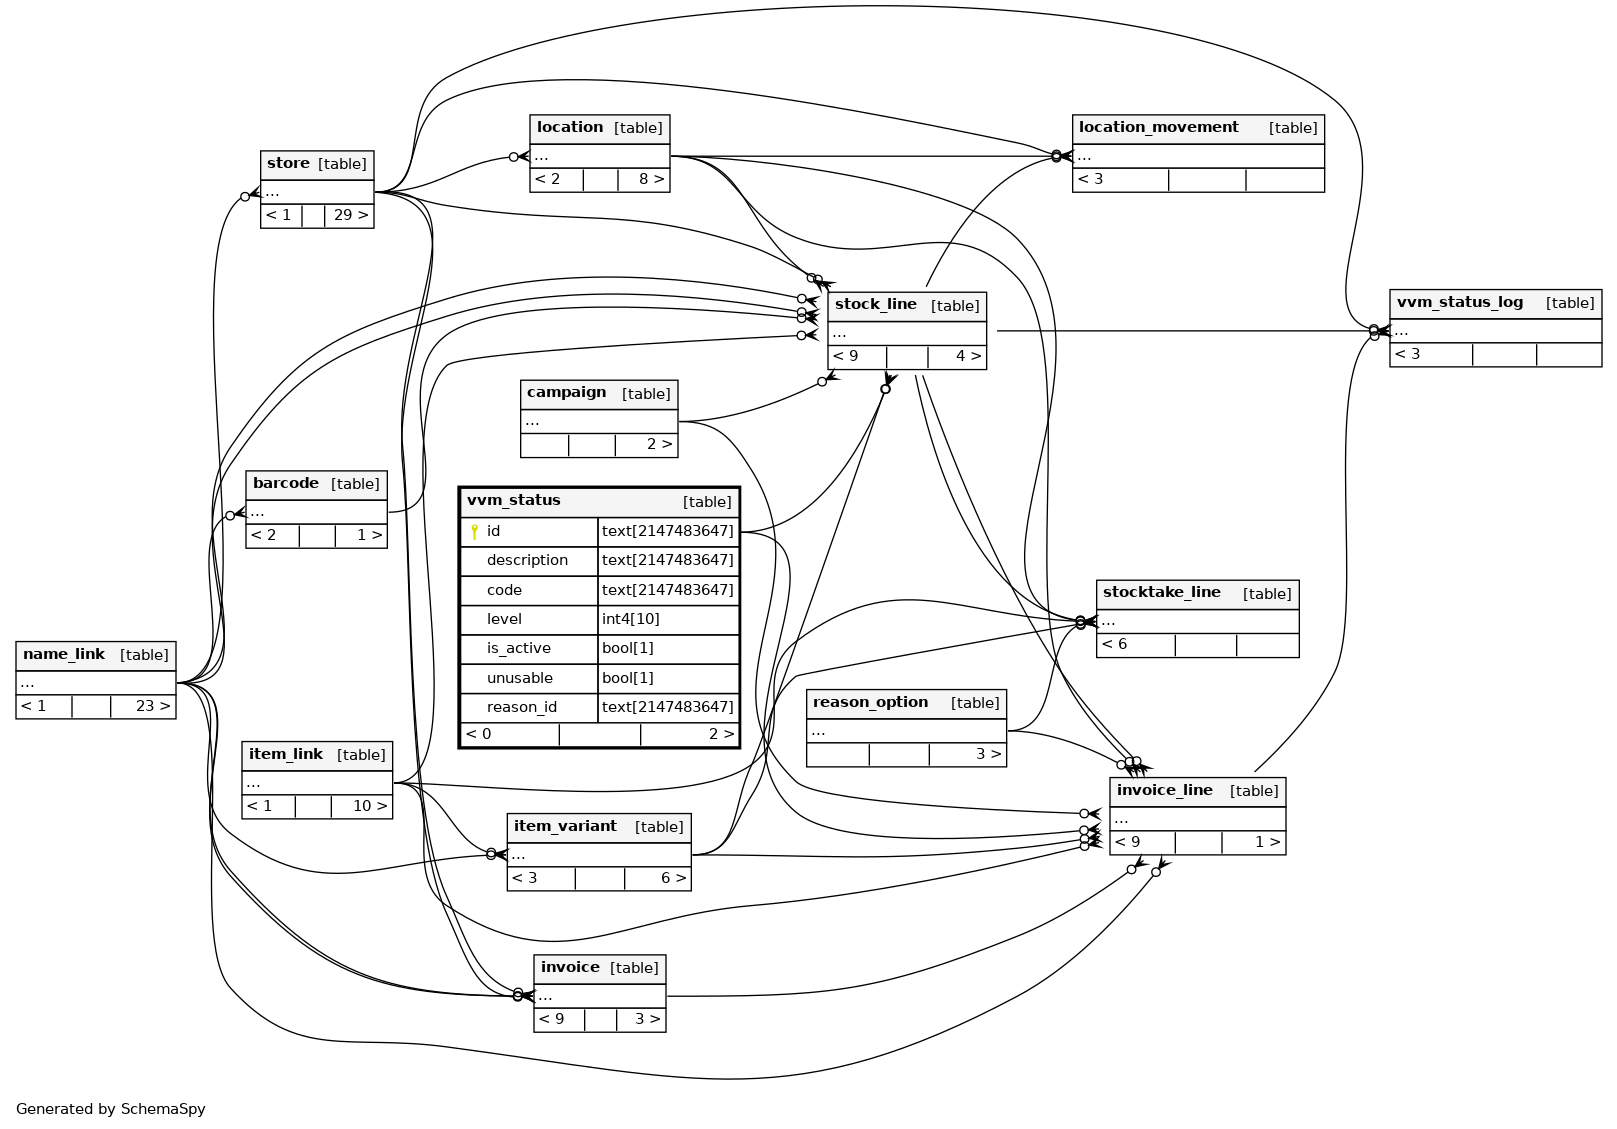 location [table]
...
< 2 8 >
location_movement [table]
...
< 3
store [table]
...
< 1 29 >
stock_line [table]
...
< 9 4 >
vvm_status_log [table]
...
< 3
campaign [table]
...
2 >
barcode [table]
...
< 2 1 >
vvm_status [table]
id text[2147483647]
description text[2147483647]
code text[2147483647]
level int4[10]
is_active bool[1]
unusable bool[1]
reason_id text[2147483647]
< 0 2 >
stocktake_line [table]
...
< 6
name_link [table]
...
< 1 23 >
reason_option [table]
...
3 >
item_link [table]
...
< 1 10 >
invoice_line [table]
...
< 9 1 >
item_variant [table]
...
< 3 6 >
invoice [table]
...
< 9 3 >
Generated by SchemaSpy